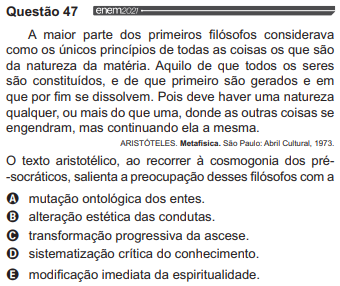 Questão 47 enem2021
A maior parte dos primeiros filósofos considerava
como os únicos princípios de todas as coisas os que são
da natureza da matéria. Aquilo de que todos os seres
são constituídos, e de que primeiro são gerados e em
que por fim se dissolvem. Pois deve haver uma natureza
qualquer, ou mais do que uma, donde as outras coisas se
engendram, mas continuando ela a mesma.
ARISTÓTELES. Metafísica. São Paulo: Abril Cultural, 1973.
O texto aristotélico, ao recorrer à cosmogonia dos pré-
-socráticos, salienta a preocupação desses filósofos com a
A mutação ontológica dos entes.
B alteração estética das condutas.
C transformação progressiva da ascese.
D sistematização crítica do conhecimento.
E modificação imediata da espiritualidade.